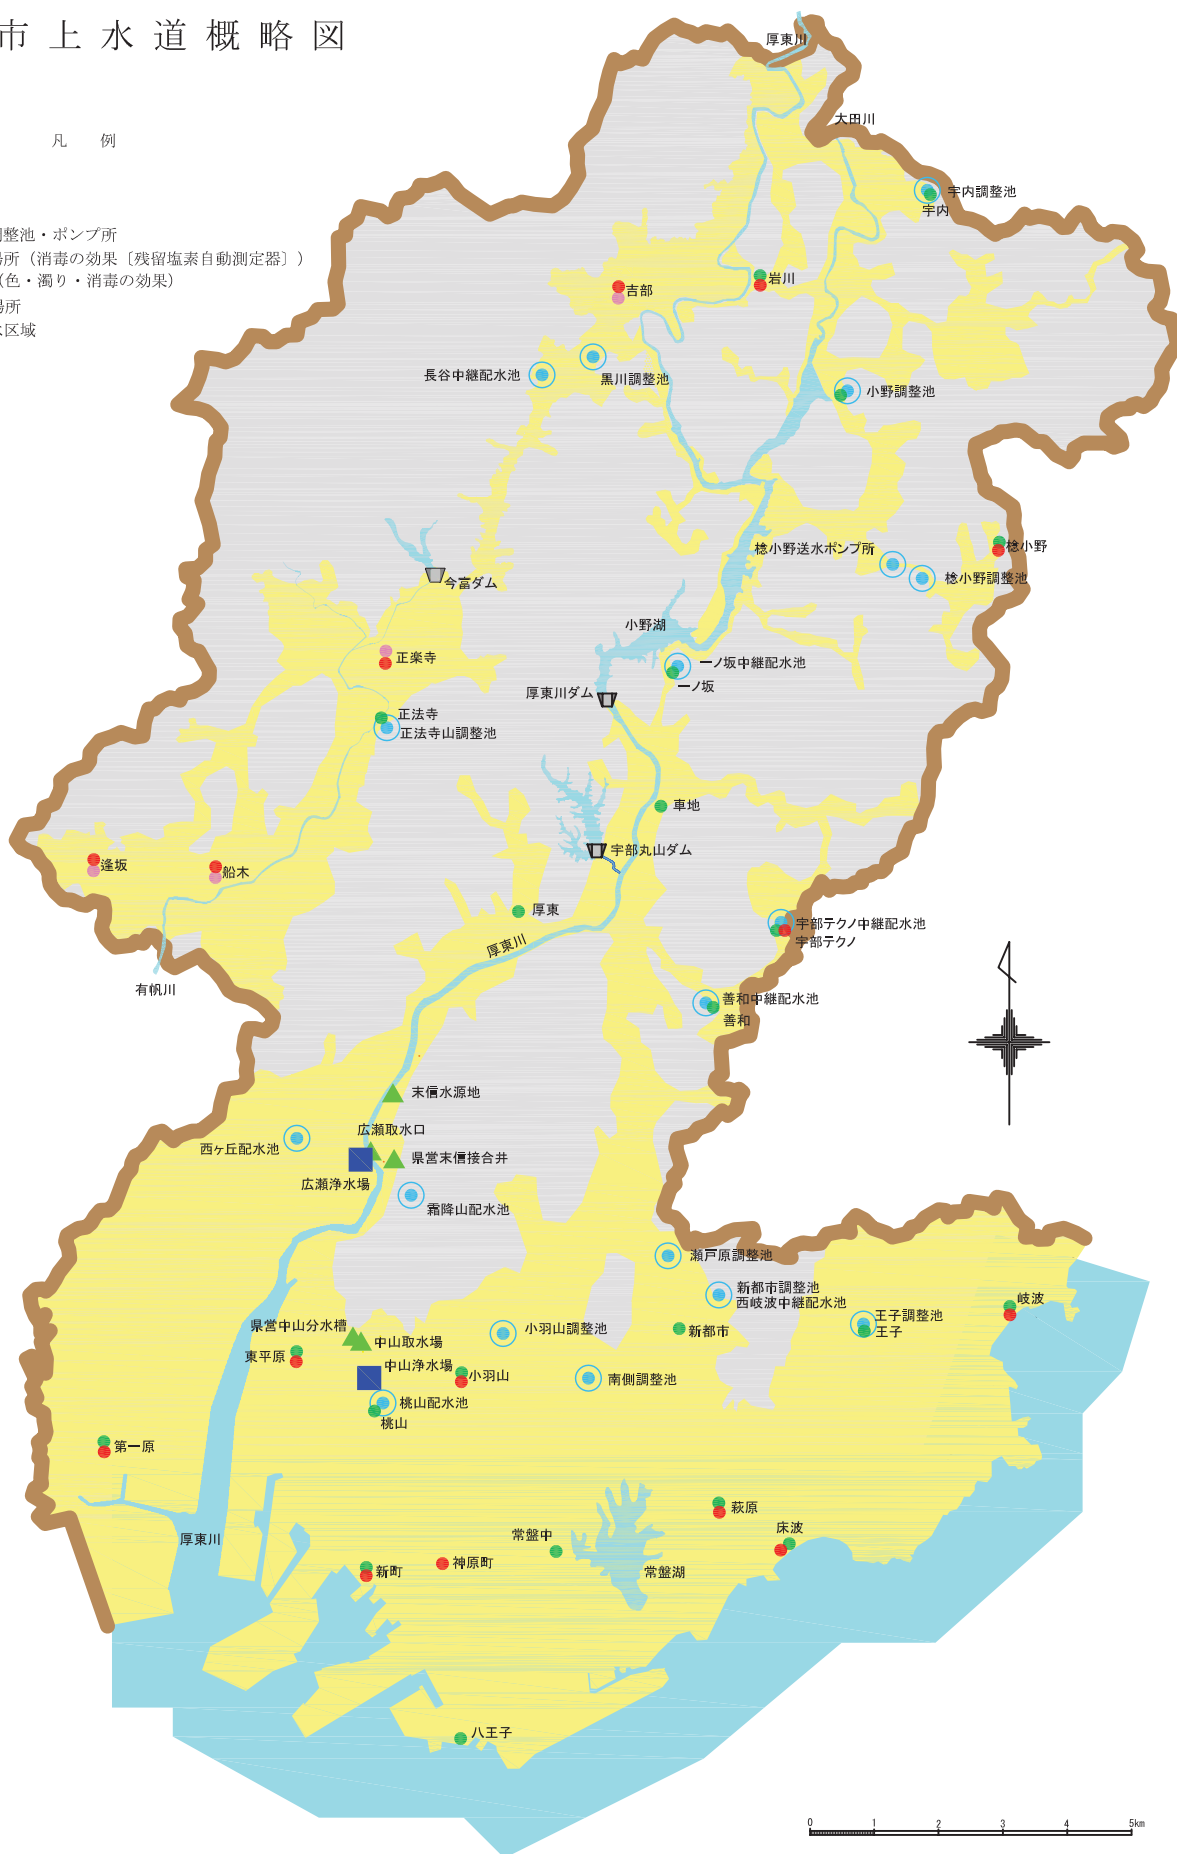 市上水道概略図
凡 例
調整池・ポンプ所
場所（消毒の効果〔残留塩素自動測定器〕）
（色・濁り・消毒の効果）
場所
水区域
厚東川
大田川
宇内調整池
宇内
岩川
吉部
黒川調整池
長谷中継配水池
小野調整池
稔小野
稔小野送水ポンプ所
稔小野調整池
今富ダム
小野湖
一ノ坂中継配水池
一ノ坂
厚東川ダム
正楽寺
正法寺
正法寺山調整池
車地
宇部丸山ダム
逢坂
船木
厚東
厚東川
宇部テクノ中継配水池
宇部テクノ
有帆川
善和中継配水池
善和
末信水源地
広瀬取水口
西ヶ丘配水池
県営末信接合井
広瀬浄水場
霜降山配水池
瀬戸原調整池
新都市調整池
西岐波中継配水池
岐波
王子調整池
王子
県営中山分水槽
中山取水場
小羽山調整池
新都市
東平原
中山浄水場
小羽山
南側調整池
桃山配水池
桃山
第一原
萩原
床波
常盤中
厚東川
新町
神原町
常盤湖
八王子
0 1 2 3 4 5km